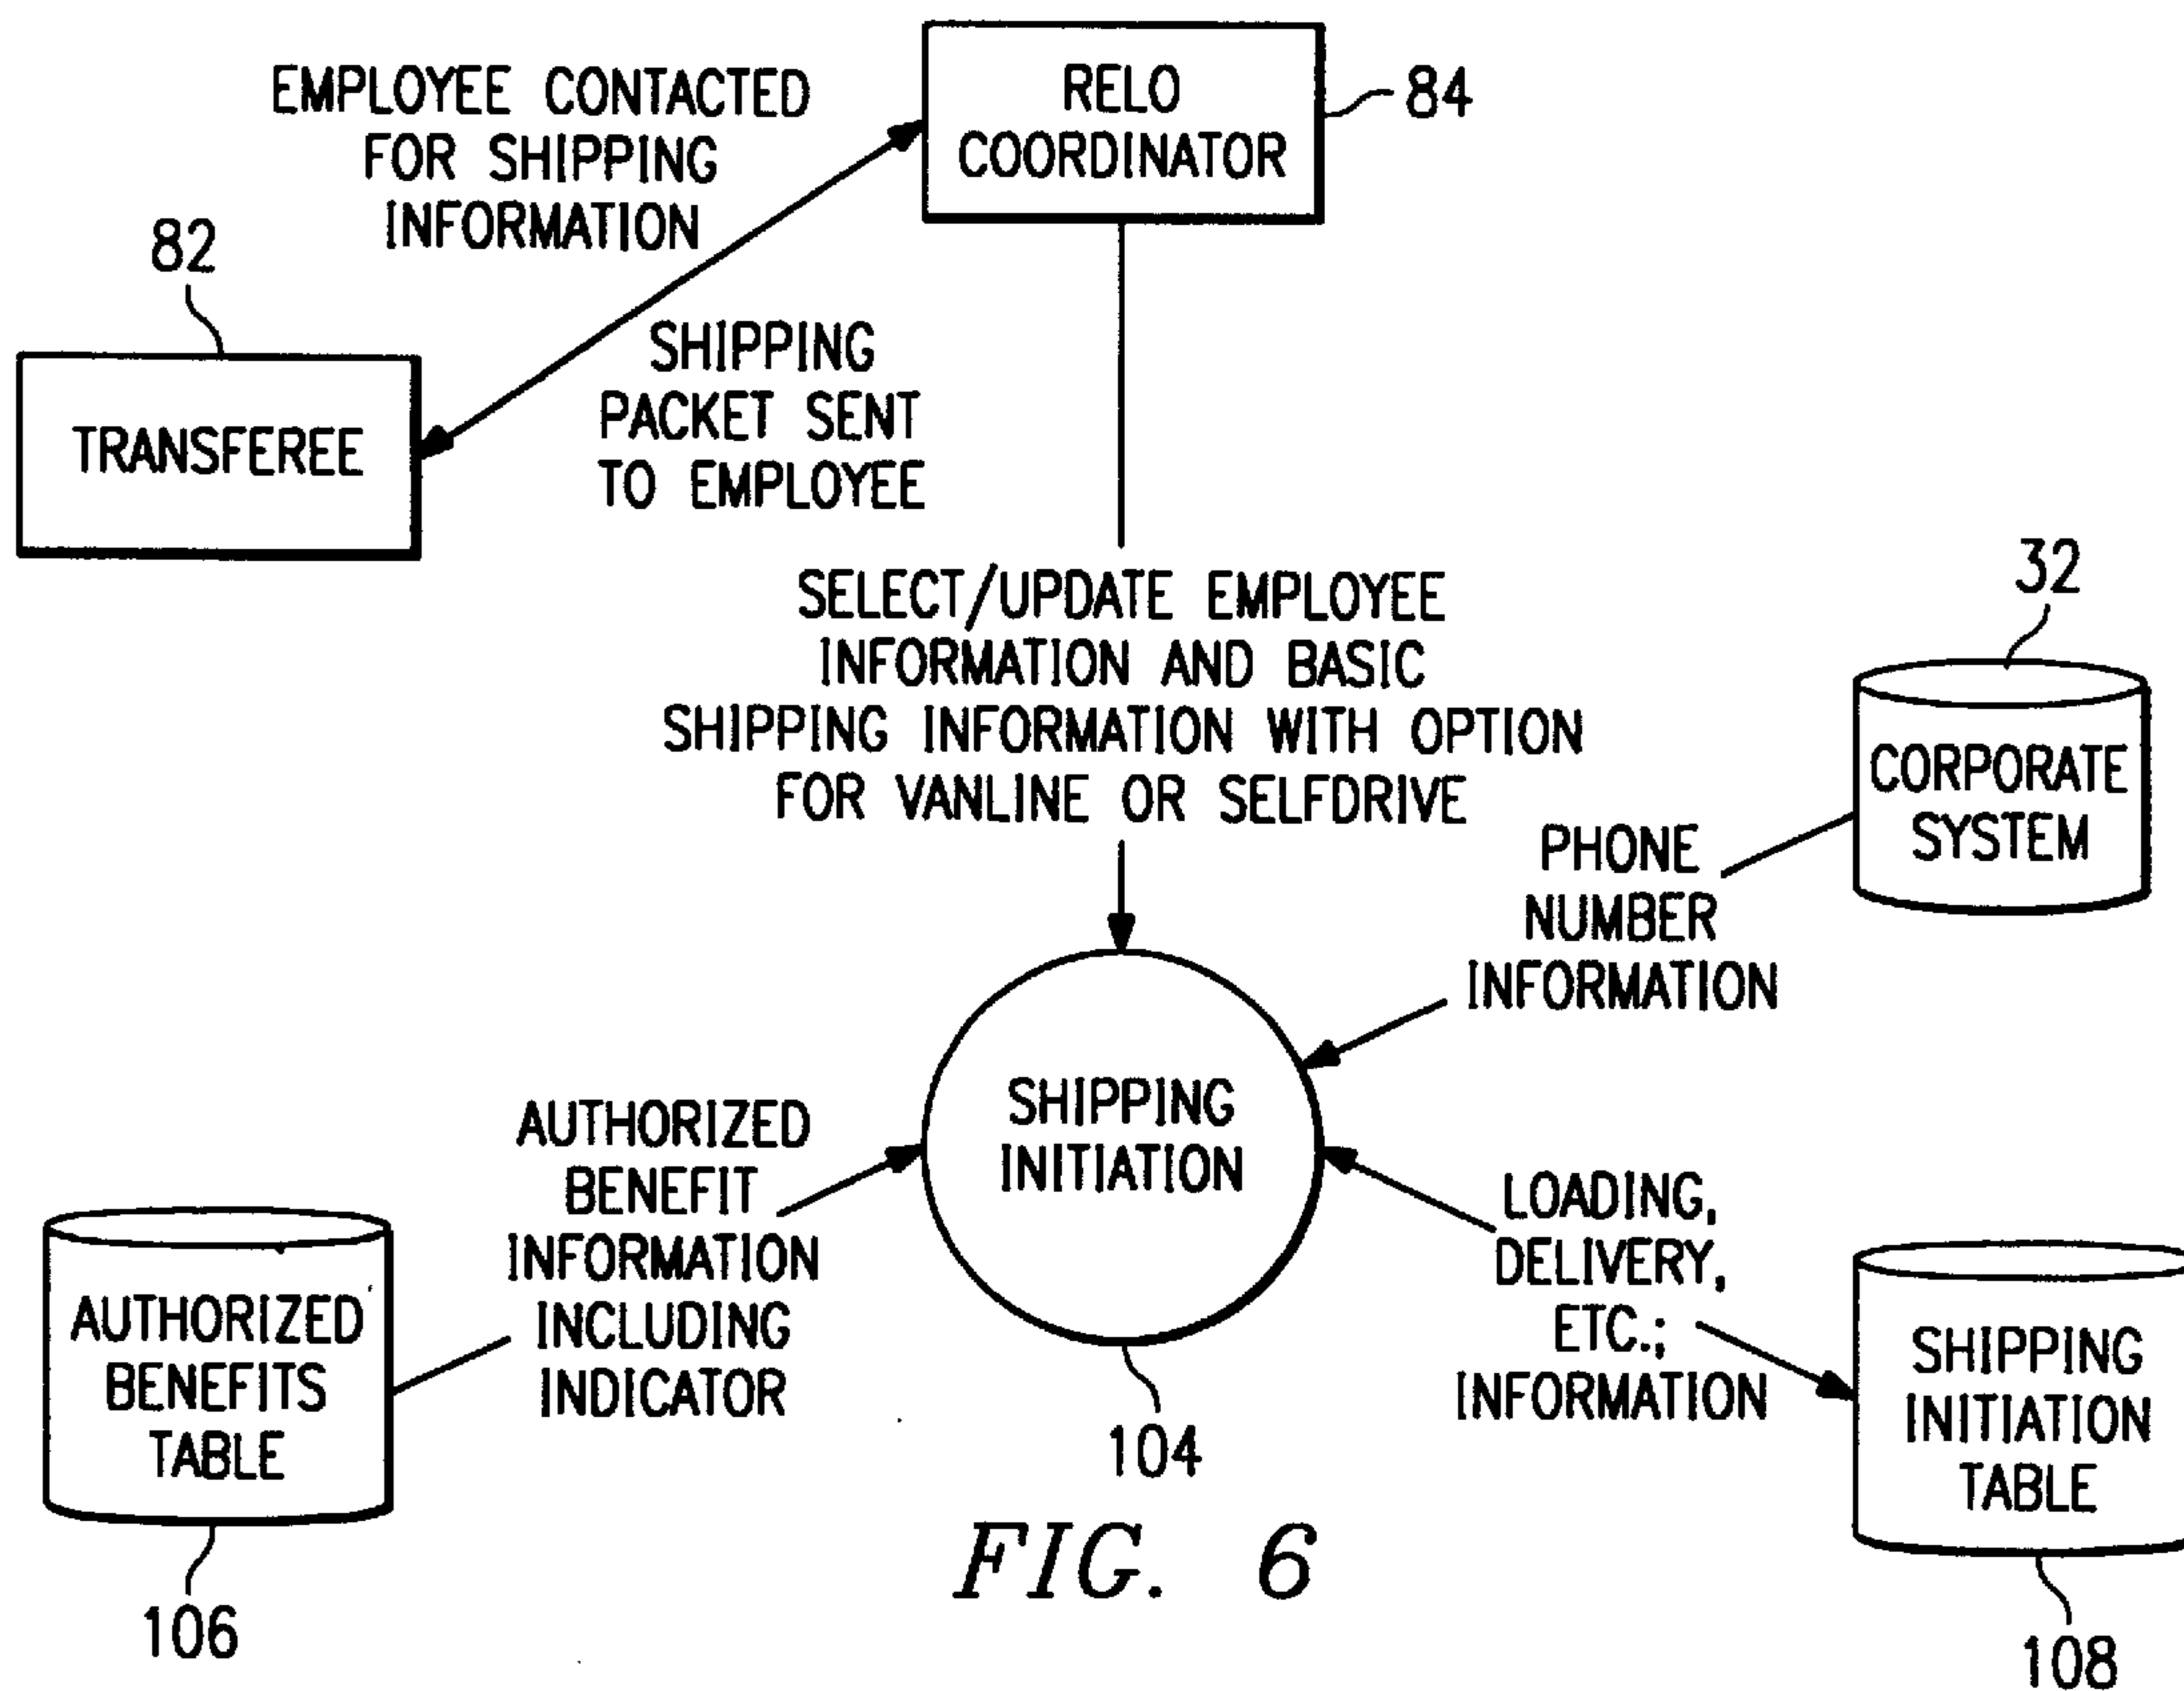 EMPLOYEE CONTACTED
FOR SHIPPING
INFORMATION
RELO
COORDINATOR
84
82
TRANSFEREE
SHIPPING
PACKET SENT
TO EMPLOYEE
SELECT/UPDATE EMPLOYEE
INFORMATION AND BASIC
SHIPPING INFORMATION WITH OPTION
FOR VANLINE OR SELFDRIVE
32
CORPORATE
SYSTEM
PHONE
NUMBER
INFORMATION
SHIPPING
INITIATION
104
AUTHORIZED
BENEFIT
INFORMATION
INCLUDING
INDICATOR
AUTHORIZED
BENEFITS
TABLE
106
LOADING,
DELIVERY,
ETC.;
INFORMATION
SHIPPING
INITIATION
TABLE
108
FIG. 6